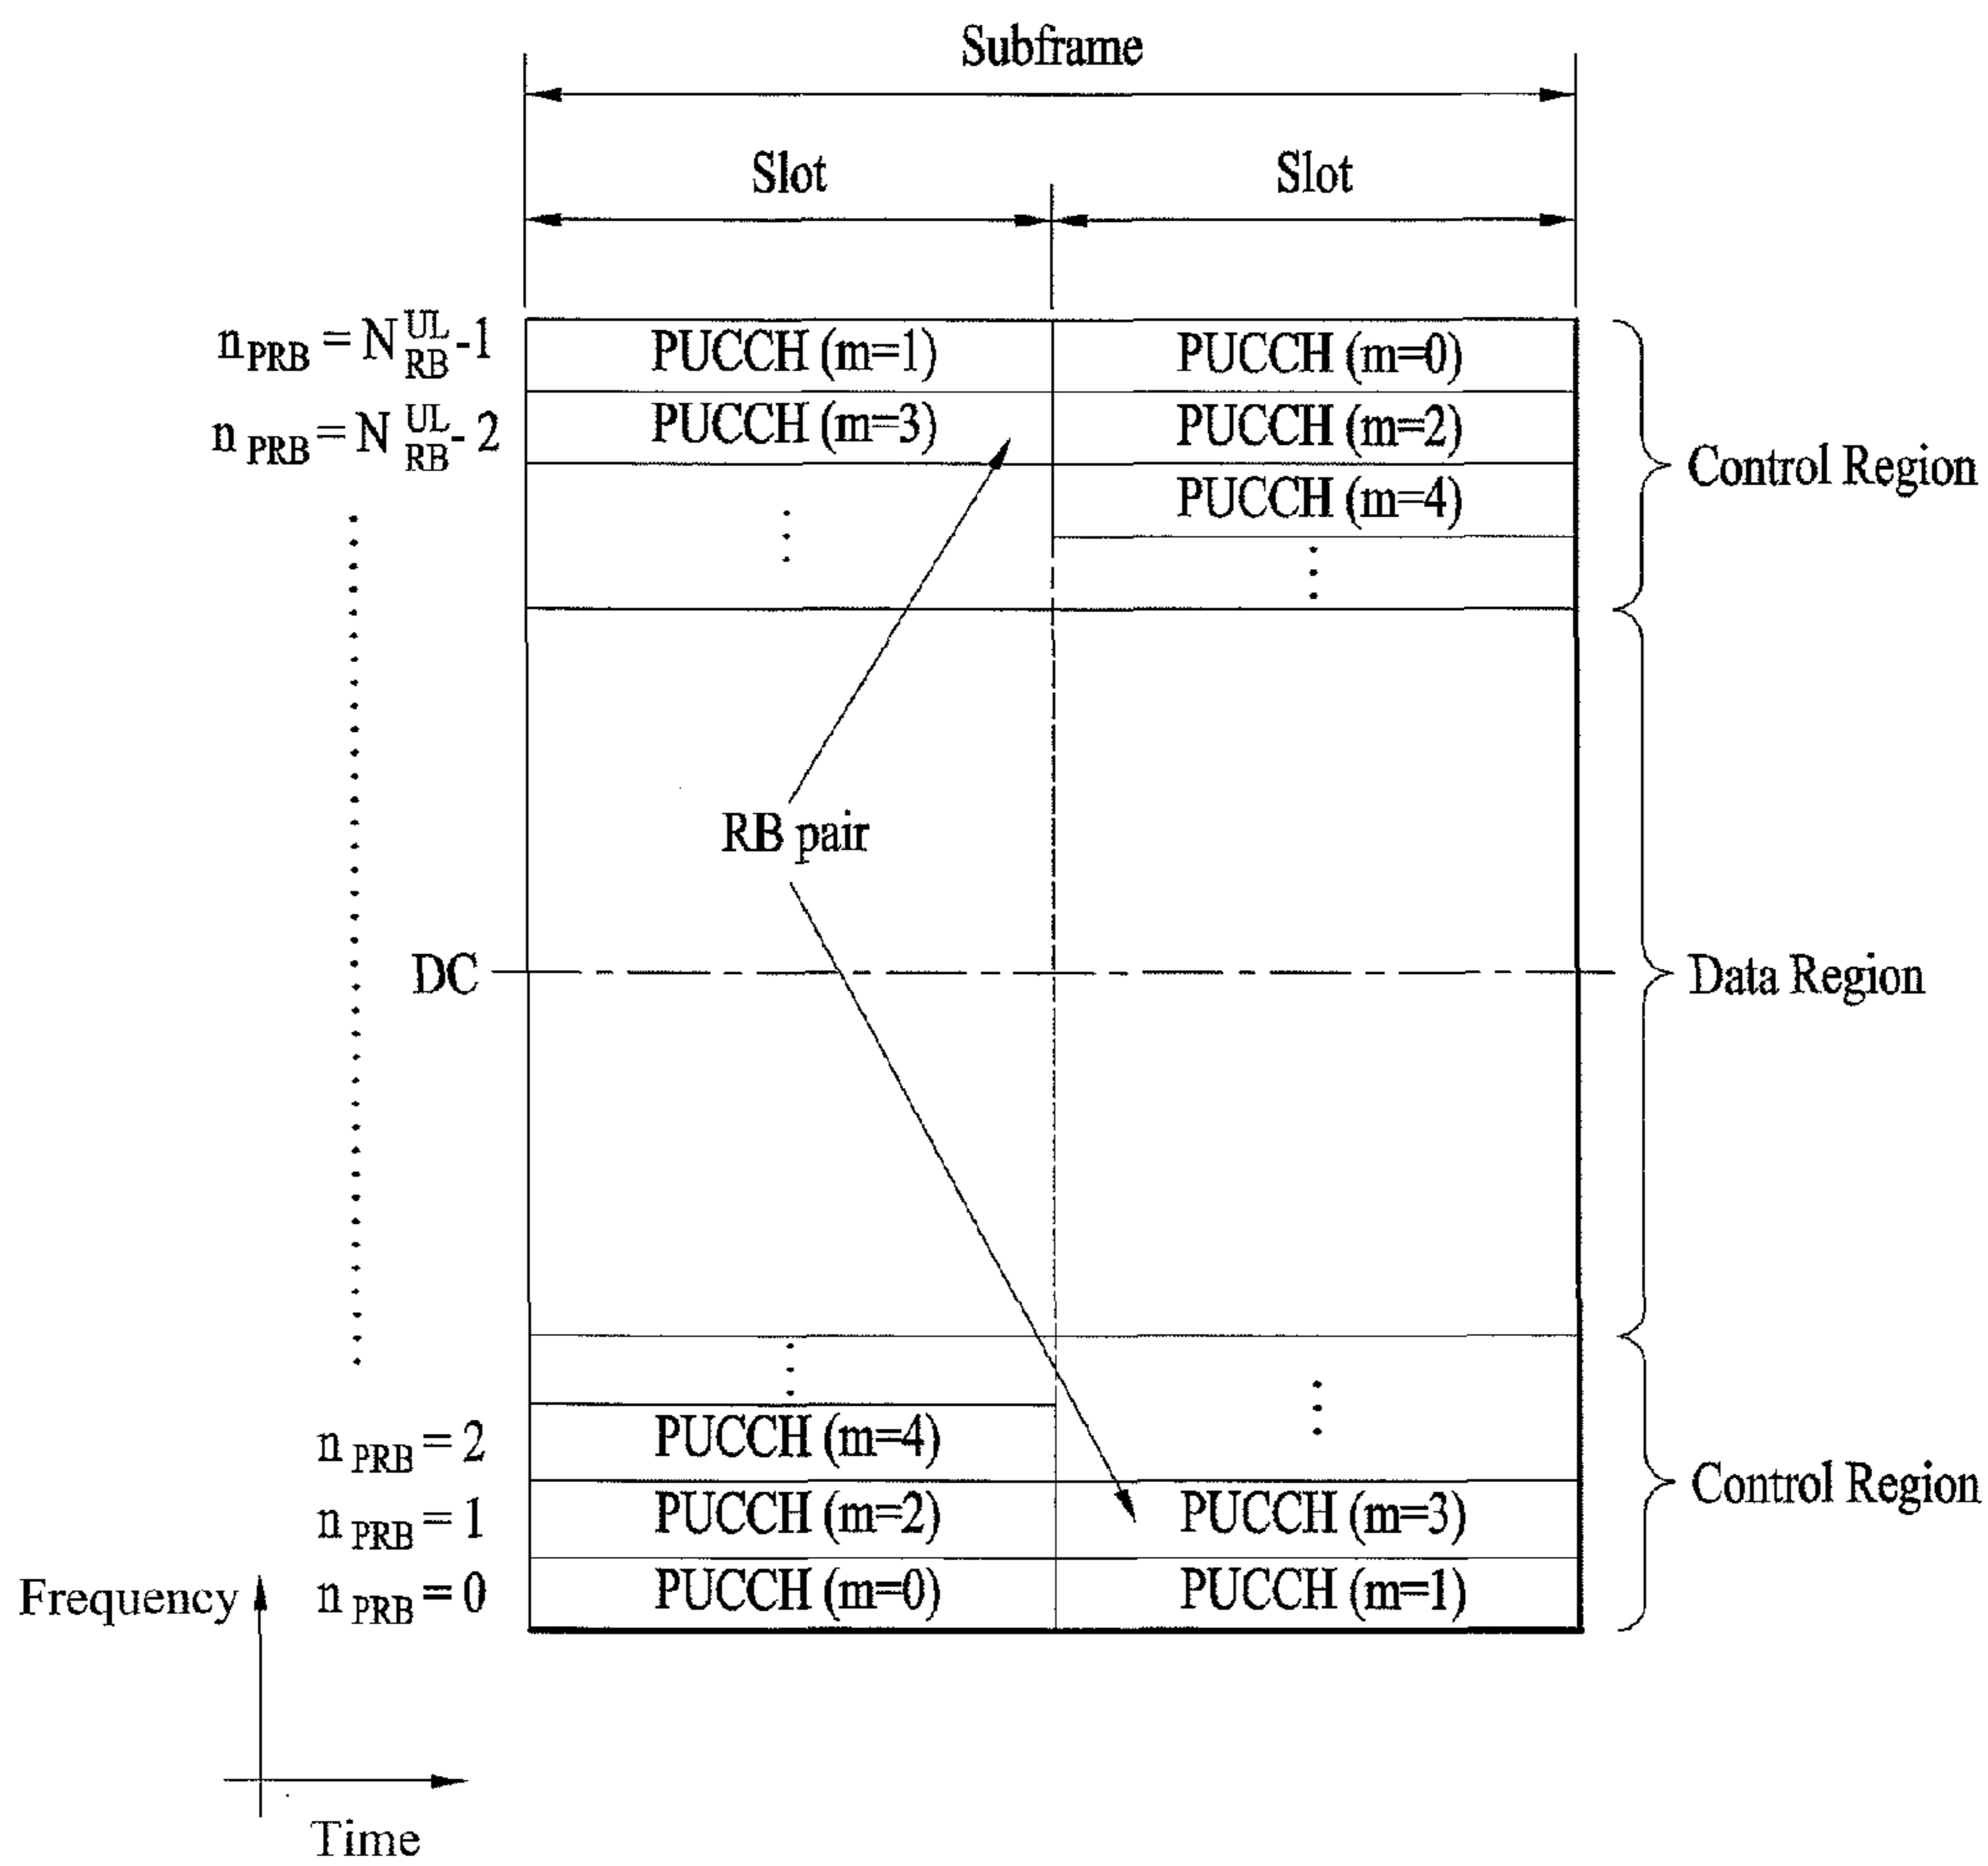 Subframe
Slot Slot
n PRB = N UL RB -1 PUCCH (m=1) PUCCH (m=0)
n PRB = N UL RB - 2 PUCCH (m=3) PUCCH (m=2)
Control Region
PUCCH (m=4)
RB pair
DC
Data Region
n PRB = 2 PUCCH (m=4)
Control Region
n PRB = 1 PUCCH (m=2) PUCCH (m=3)
Frequency
n PRB = 0 PUCCH (m=0) PUCCH (m=1)
Time